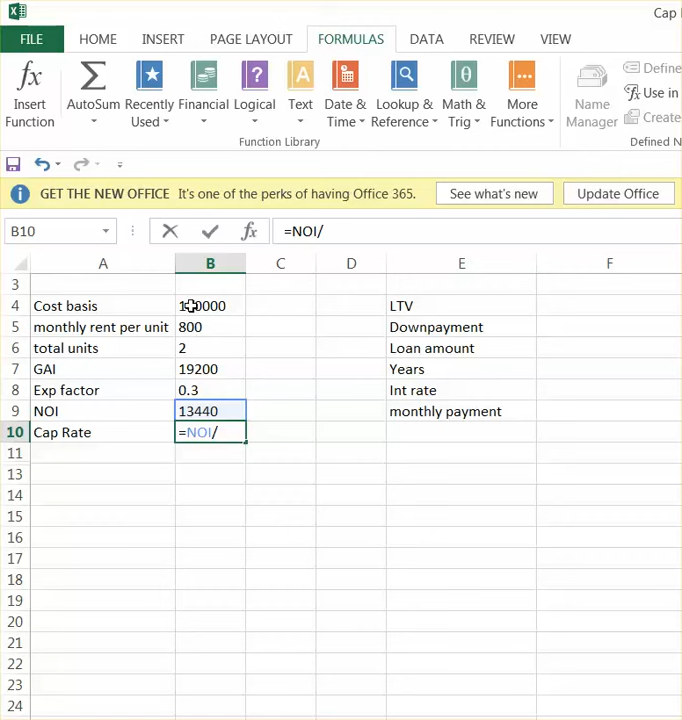 Cap
FILE HOME INSERT PAGE LAYOUT FORMULAS DATA REVIEW VIEW
fx Σ ? θ Define
Insert AutoSum Recently Financial Logical Text Date & Lookup & Math & More Name fx Use in
Function Used Time Reference Trig Functions Manager Create
Function Library Defined N
i GET THE NEW OFFICE It's one of the perks of having Office 365. See what's new Update Office
B10 fx =NOI/
A B C D E F
3
4 Cost basis LTV
5 monthly rent per unit 800 Downpayment
6 total units 2 Loan amount
7 GAI 19200 Years
8 Exp factor 0.3 Int rate
9 NOI 13440 monthly payment
10 Cap Rate =NOI/
11
13
14
15
16
17
18
19
20
21
22
23
24